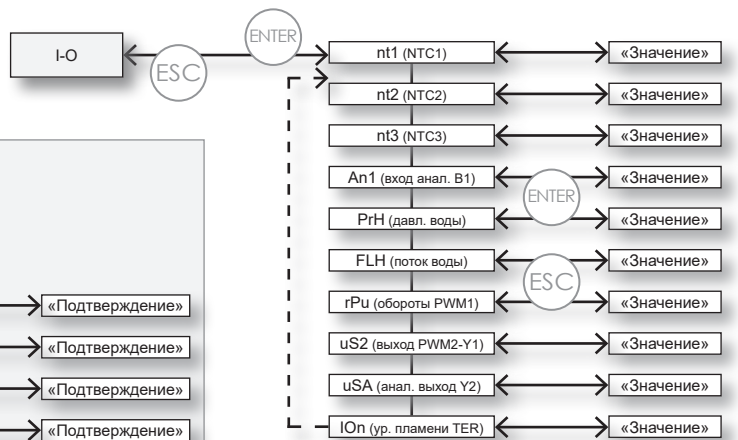 ENTER
I-O
ESC
nt1 (NTC1) «Значение»
nt2 (NTC2) «Значение»
nt3 (NTC3) «Значение»
An1 (вход анал. B1) «Значение»
ENTER
PrH (давл. воды) «Значение»
FLH (поток воды) «Значение»
ESC
rPu (обороты PWM1) «Значение»
uS2 (выход PWM2-Y1) «Значение»
uSA (анал. выход Y2) «Значение»
IOn (ур. пламени TER) «Значение»
«Подтверждение»
«Подтверждение»
«Подтверждение»
«Подтверждение»